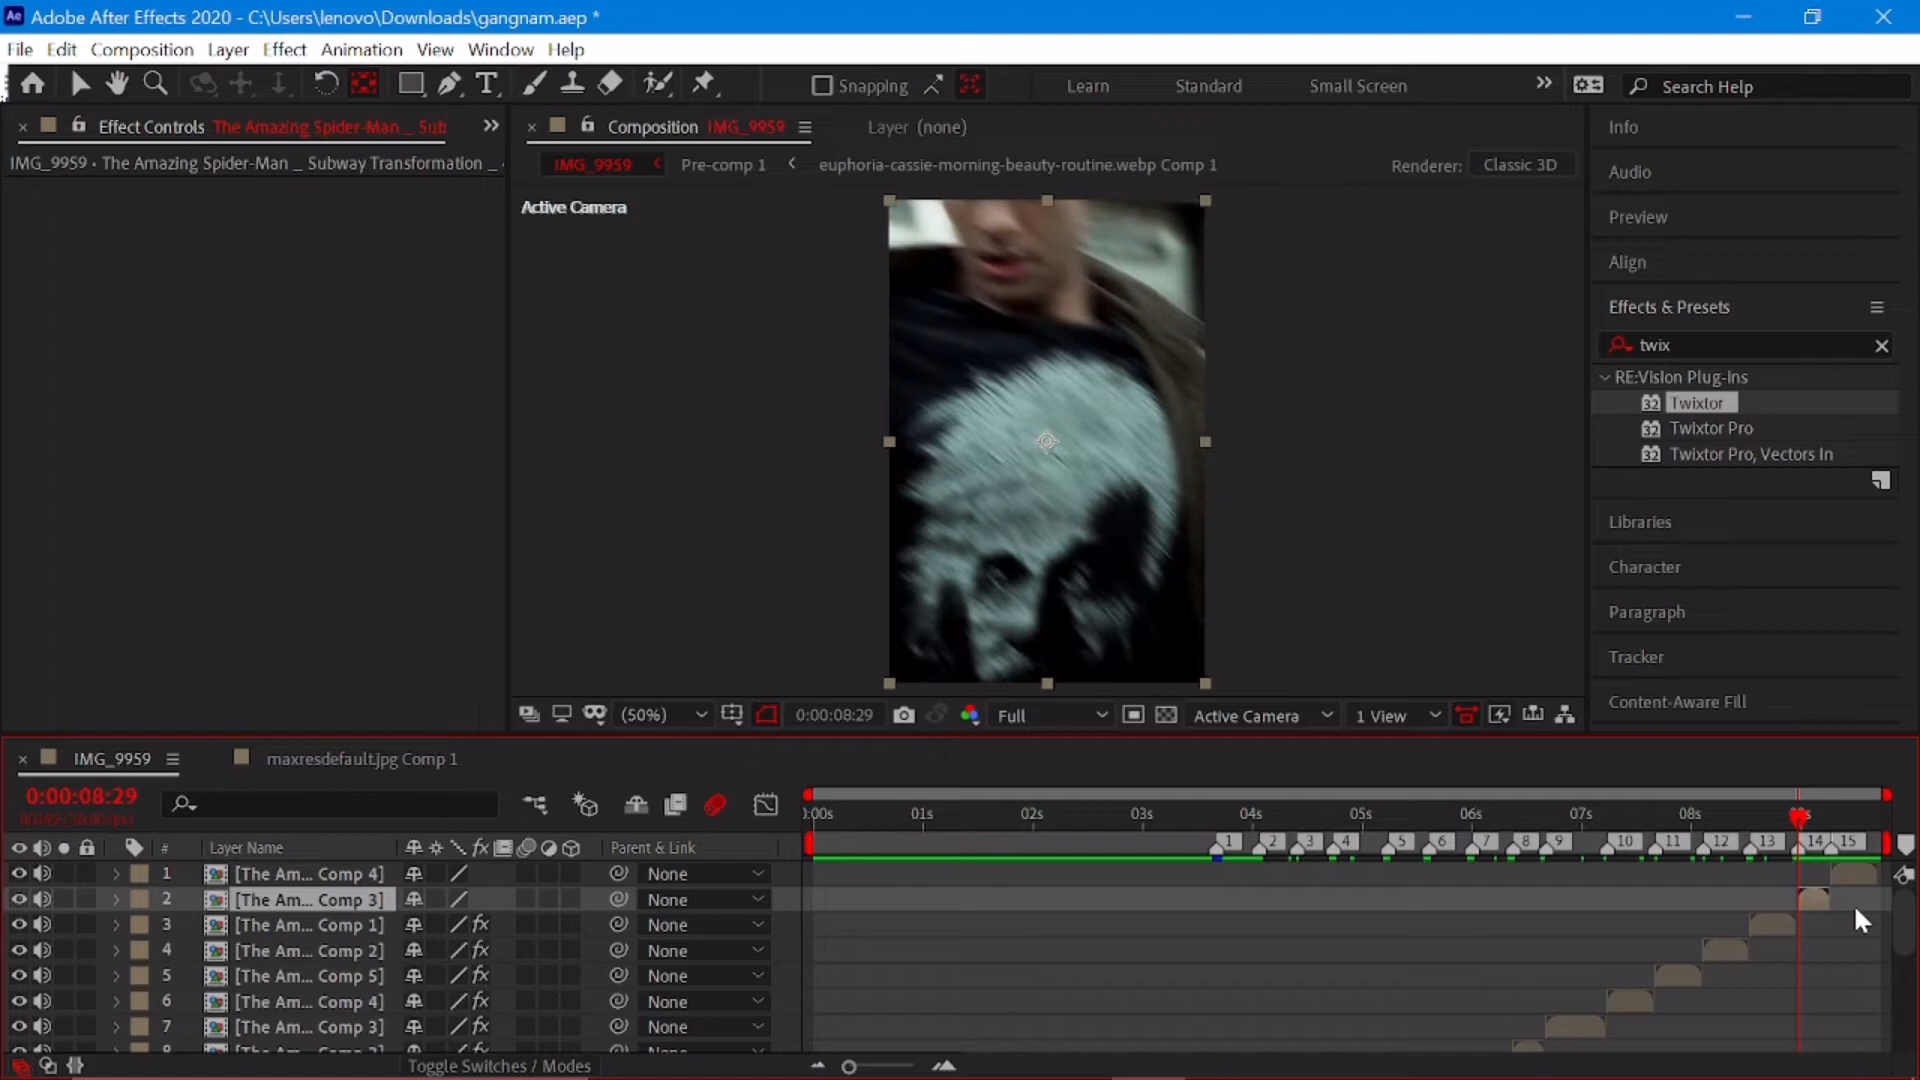 Adobe After Effects 2020 - C:\Users\lenovo\Downloads\gangnam.aep *
File Edit Composition Layer Effect Animation View Window Help
Snapping Learn Standard Small Screen Search Help
Effect Controls The Amazing Spider-Man _ Sub
Composition IMG_9959 Layer (none)
Info
IMG_9959 • The Amazing Spider-Man _ Subway Transformation _
IMG_9959 Pre-comp 1 euphoria-cassie-morning-beauty-routine.webp Comp 1 Renderer: Classic 3D
Active Camera
Audio
Preview
Align
Effects & Presets
twix
RE:Vision Plug-ins
32 Twixtor
32 Twixtor Pro
32 Twixtor Pro, Vectors In
Libraries
Character
Paragraph
Tracker
Content-Aware Fill
(50%) 0:00:08:29 Full Active Camera 1 View
IMG_9959 maxresdefault.jpg Comp 1
0:00:08:29
:00s 01s 02s 03s 04s 05s 06s 07s 08s
# Layer Name fx Parent & Link
1 2 3 4 5 6 7 8 9 10 11 12 13 14 15
1 [The Am... Comp 4] None
2 [The Am... Comp 3] None
3 [The Am... Comp 1] fx None
4 [The Am... Comp 2] fx None
5 [The Am... Comp 5] fx None
6 [The Am... Comp 4] fx None
7 [The Am... Comp 3] fx None
Toggle Switches / Modes